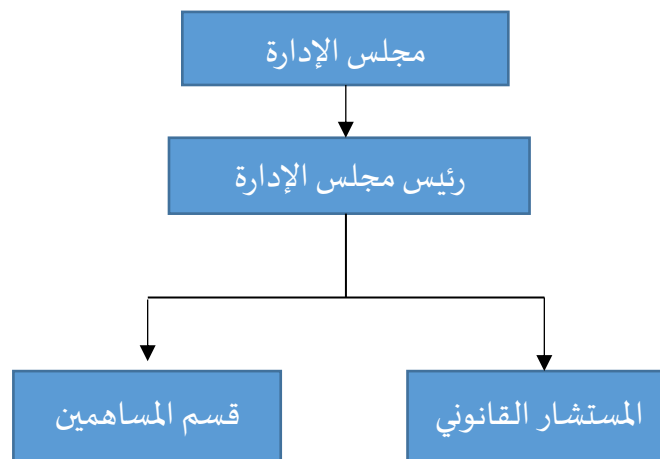 مجلس الإدارة
رئيس مجلس الإدارة
المستشار القانوني
قسم المساهمين